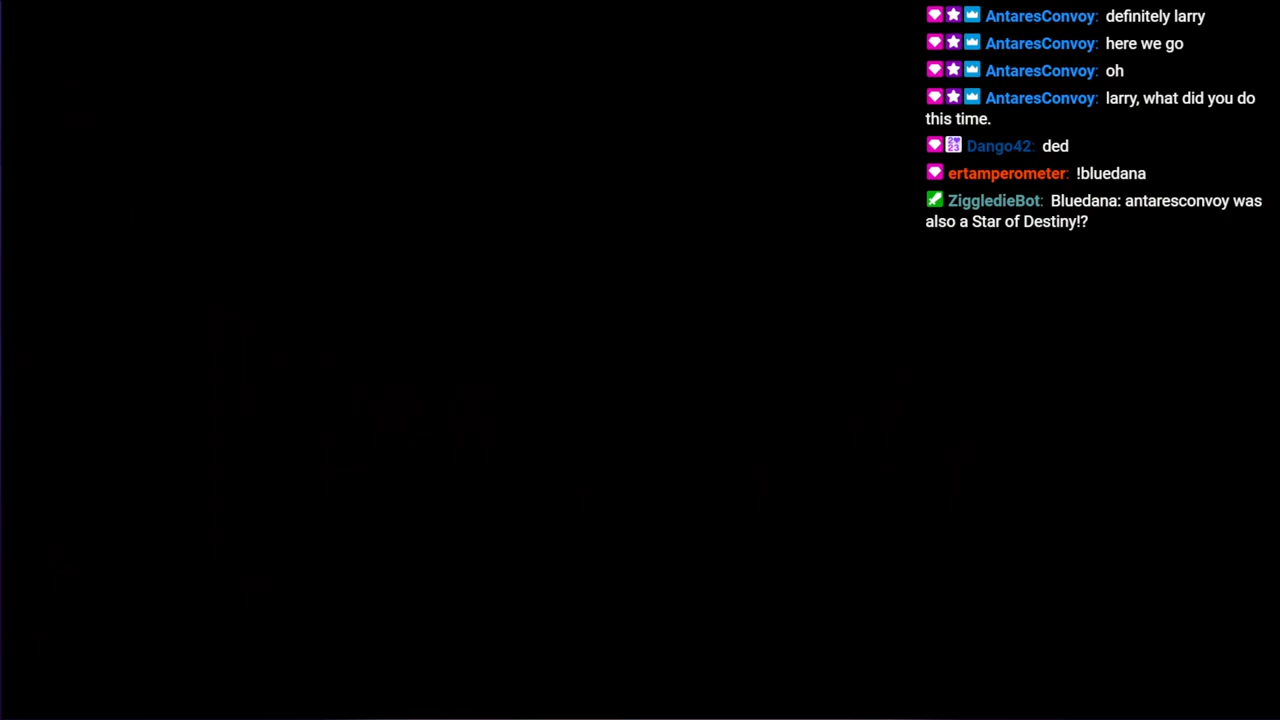 AntaresConvoy: definitely larry
AntaresConvoy: here we go
AntaresConvoy: oh
AntaresConvoy: larry, what did you do
this time.
Dango42: ded
ertamperometer: !bluedana
ZiggledieBot: Bluedana: antaresconvoy was
also a Star of Destiny!?